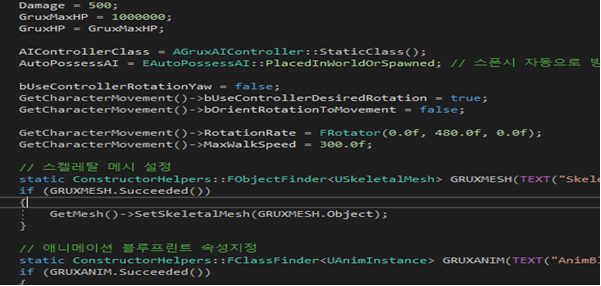 Damage = 500;
GruxMaxHP = 1000000;
GruxHP = GruxMaxHP;
AIControllerClass = AGruxAIController::StaticClass();
AutoPossessAI = EAutoPossessAI::PlacedInWorldOrSpawned; // 스폰시 자동으로
bUseControllerRotationYaw = false;
GetCharacterMovement()->bUseControllerDesiredRotation = true;
GetCharacterMovement()->bOrientRotationToMovement = false;
GetCharacterMovement()->RotationRate = FRotator(0.0f, 480.0f, 0.0f);
GetCharacterMovement()->MaxWalkSpeed = 300.0f;
// 스켈레탈 메시 설정
static ConstructorHelpers::FObjectFinder<USkeletalMesh> GRUXMESH(TEXT("Skele
if (GRUXMESH.Succeeded())
{
GetMesh()->SetSkeletalMesh(GRUXMESH.Object);
}
// 애니메이션 블루프린트 속성지정
static ConstructorHelpers::FClassFinder<UAnimInstance> GRUXANIM(TEXT("AnimBl
if (GRUXANIM.Succeeded())
{